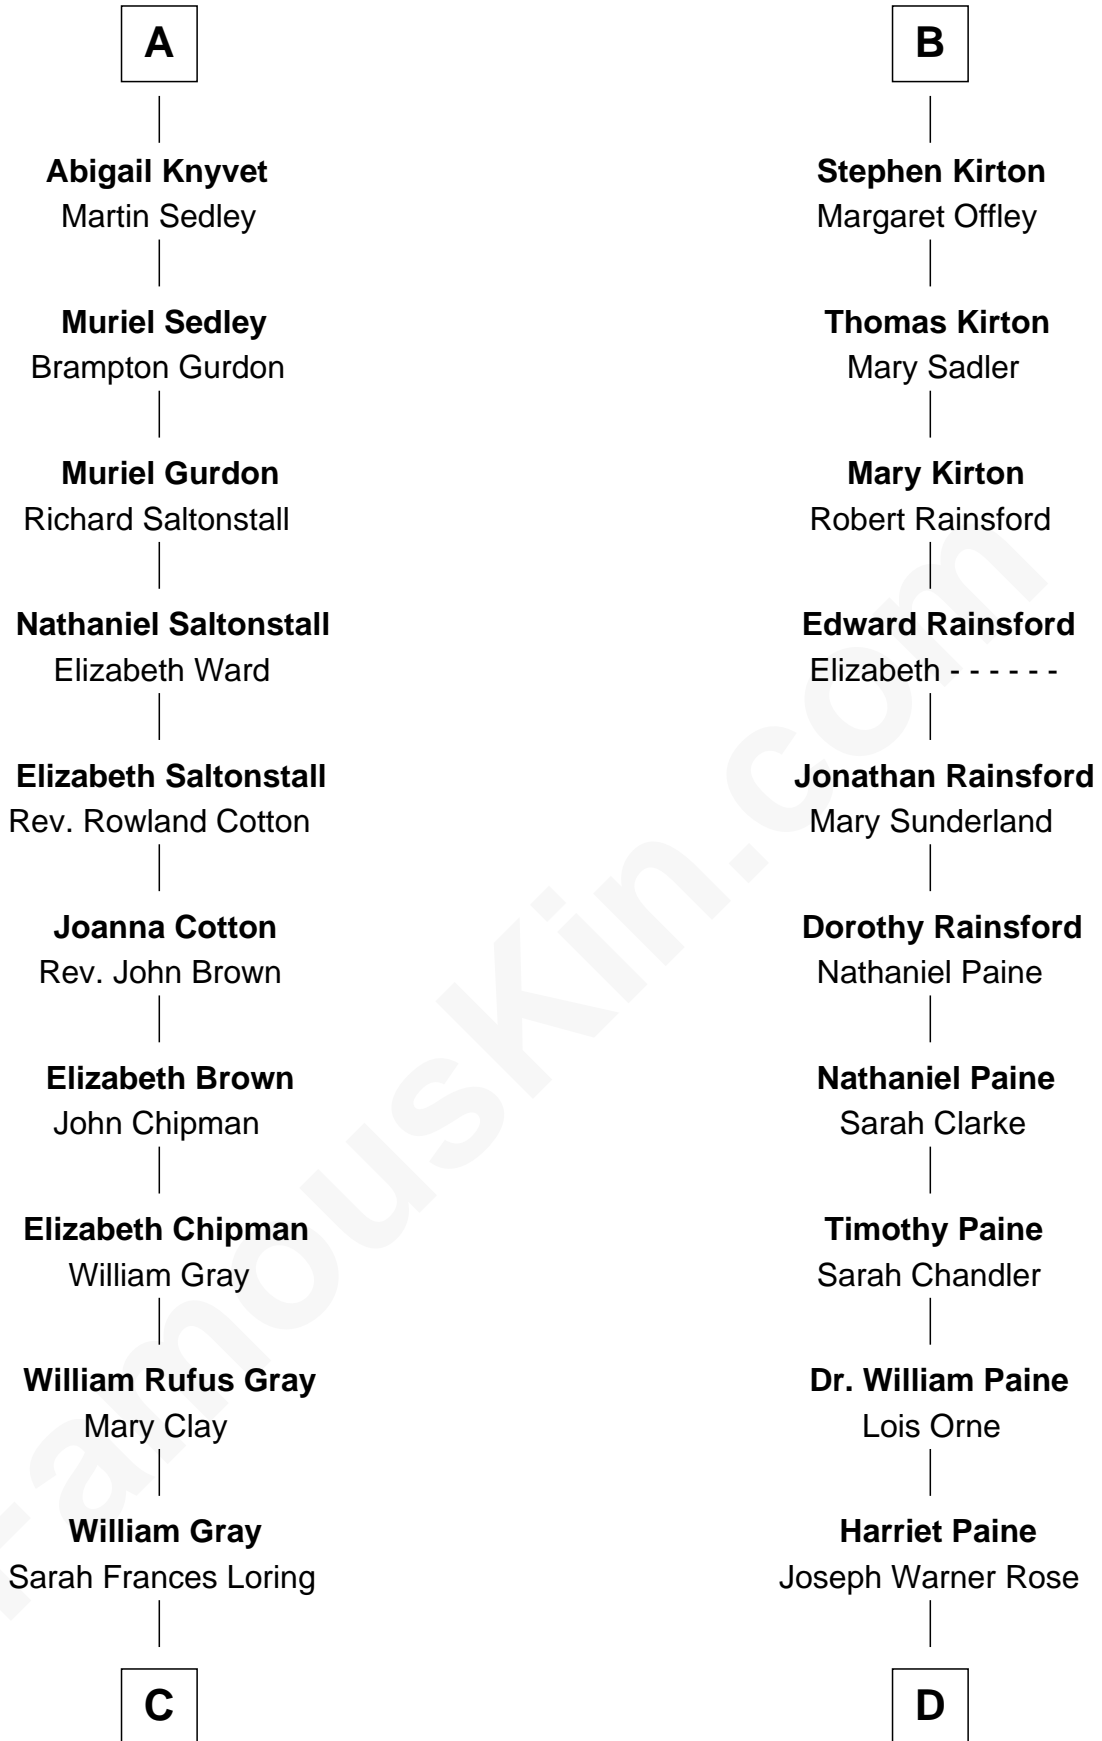 A
Abigail Knyvet
Martin Sedley
Muriel Sedley
Brampton Gurdon
Muriel Gurdon
Richard Saltonstall
Nathaniel Saltonstall
Elizabeth Ward
Elizabeth Saltonstall
Rev. Rowland Cotton
Joanna Cotton
Rev. John Brown
Elizabeth Brown
John Chipman
Elizabeth Chipman
William Gray
William Rufus Gray
Mary Clay
William Gray
Sarah Frances Loring
C
B
Stephen Kirton
Margaret Offley
Thomas Kirton
Mary Sadler
Mary Kirton
Robert Rainsford
Edward Rainsford
Elizabeth - - - - - -
Jonathan Rainsford
Mary Sunderland
Dorothy Rainsford
Nathaniel Paine
Nathaniel Paine
Sarah Clarke
Timothy Paine
Sarah Chandler
Dr. William Paine
Lois Orne
Harriet Paine
Joseph Warner Rose
D
FamousKin.com